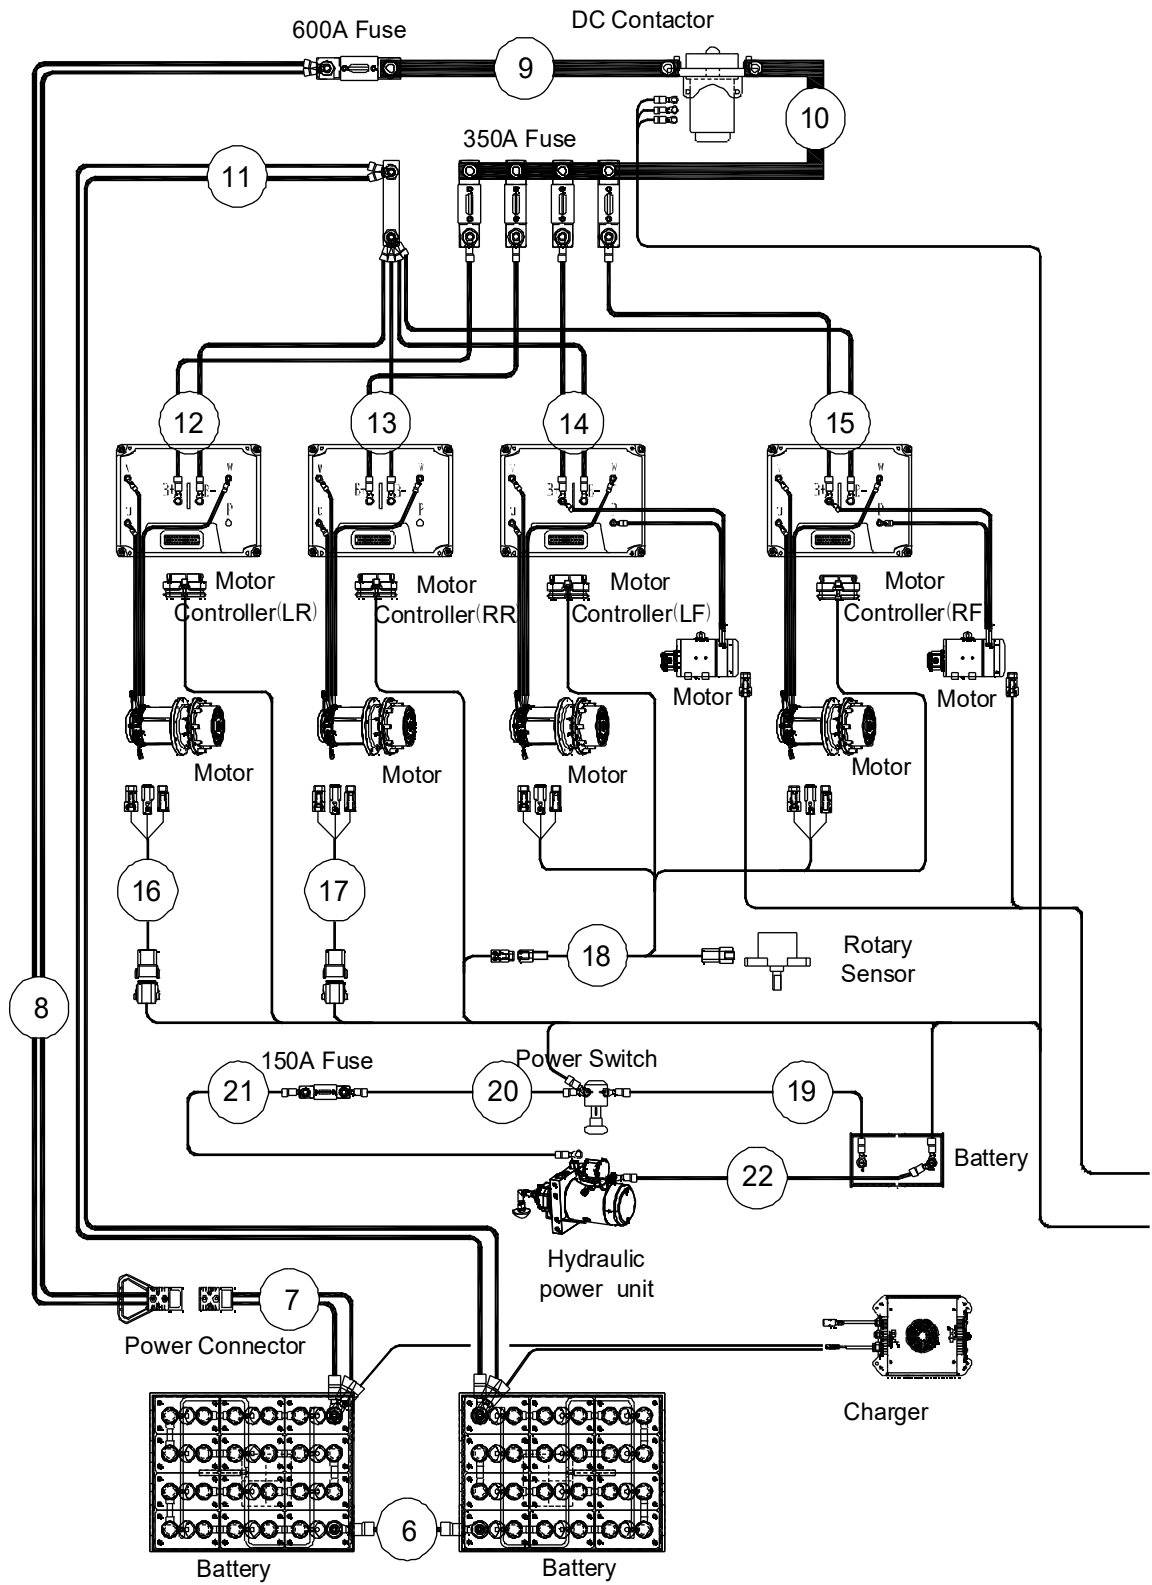 600A Fuse
DC Contactor
9
10
350A Fuse
11
12
13
14
15
V
B+
B-
W
U
V
B+
B-
W
U
P
V
B+
B-
W
U
P
V
B+
B-
W
U
P
Motor
Controller(LR)
Motor
Controller(RR
Motor
Controller(LF)
Motor
Controller(RF
Motor
Motor
Motor
Motor
Motor
Motor
16
17
18
Rotary
Sensor
8
150A Fuse
Power Switch
21
20
19
Battery
22
Hydraulic
power unit
7
Power Connector
Charger
6
Battery
Battery